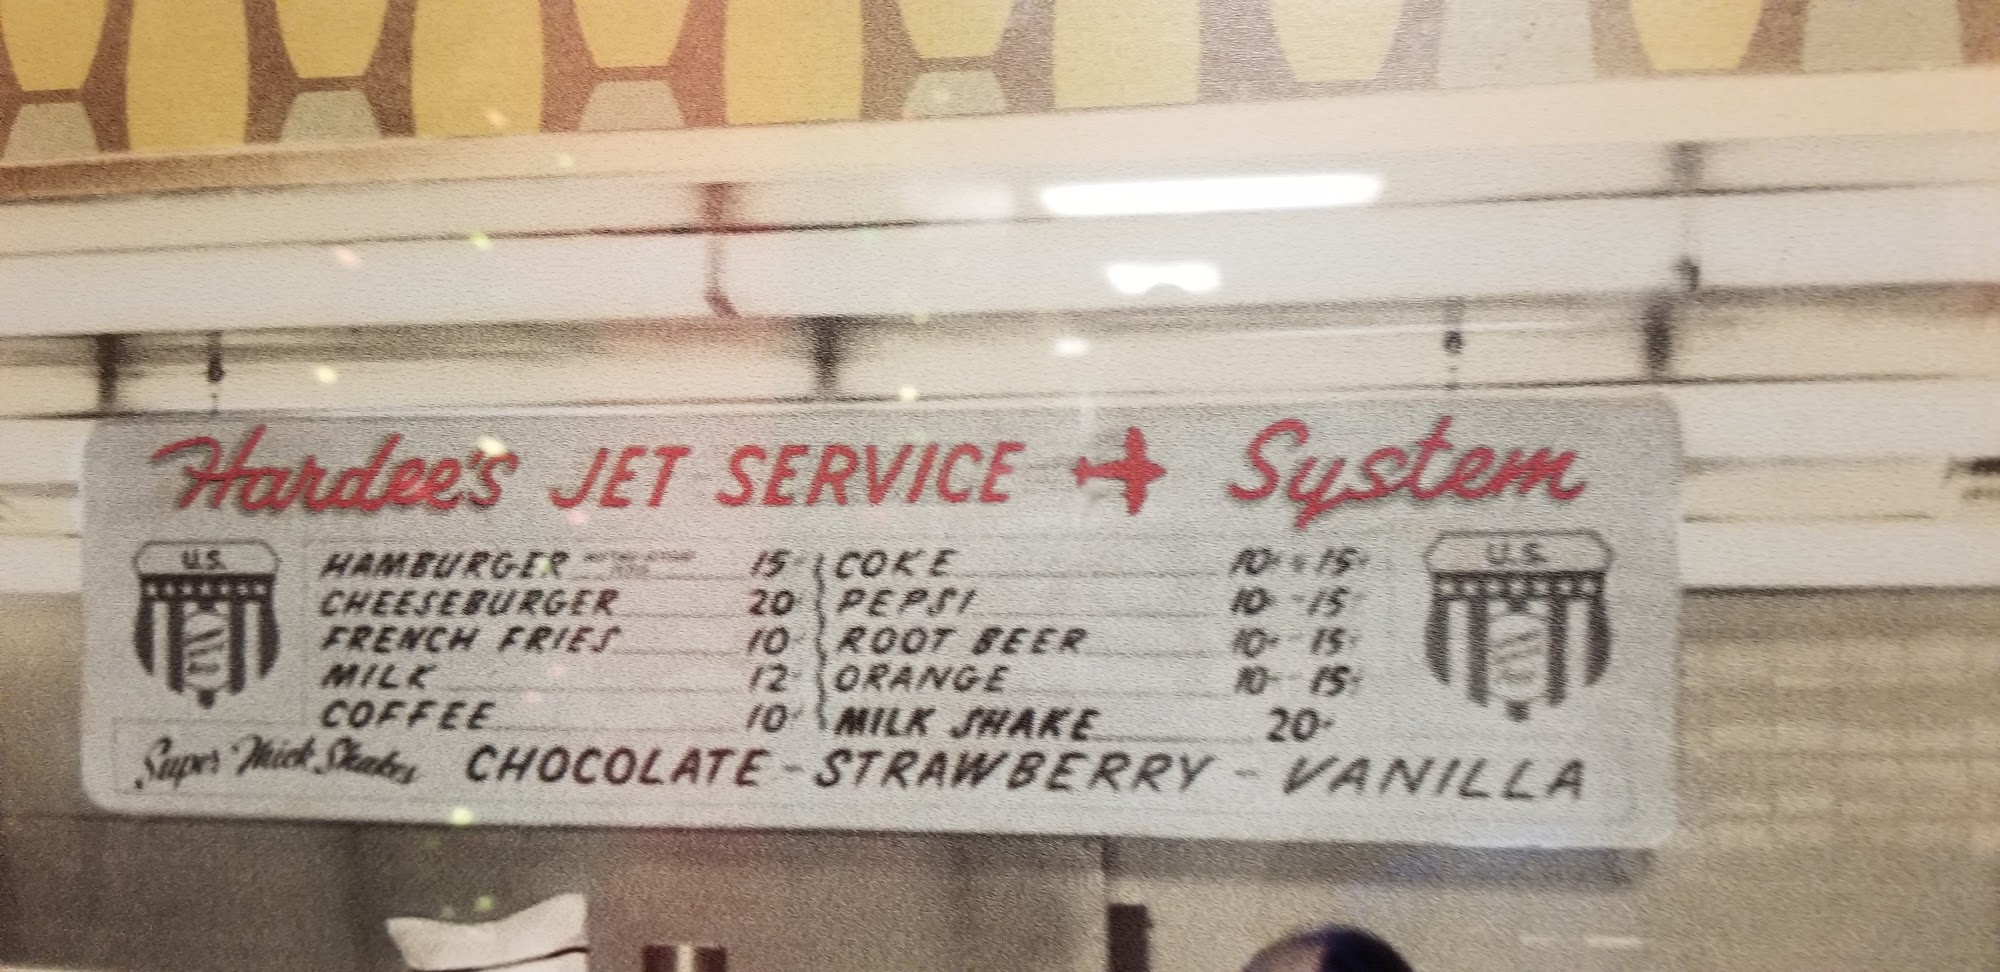 Hardee's JET SERVICE System
U.S.
HAMBURGER 15
CHEESEBURGER 20
FRENCH FRIES 10
MILK 12
COFFEE 10
COKE 10 15
PEPSI 10 - 15
ROOT BEER 10 15
ORANGE 10 15
MILK SHAKE 20
U.S.
Super Thick Shakes CHOCOLATE - STRAWBERRY - VANILLA